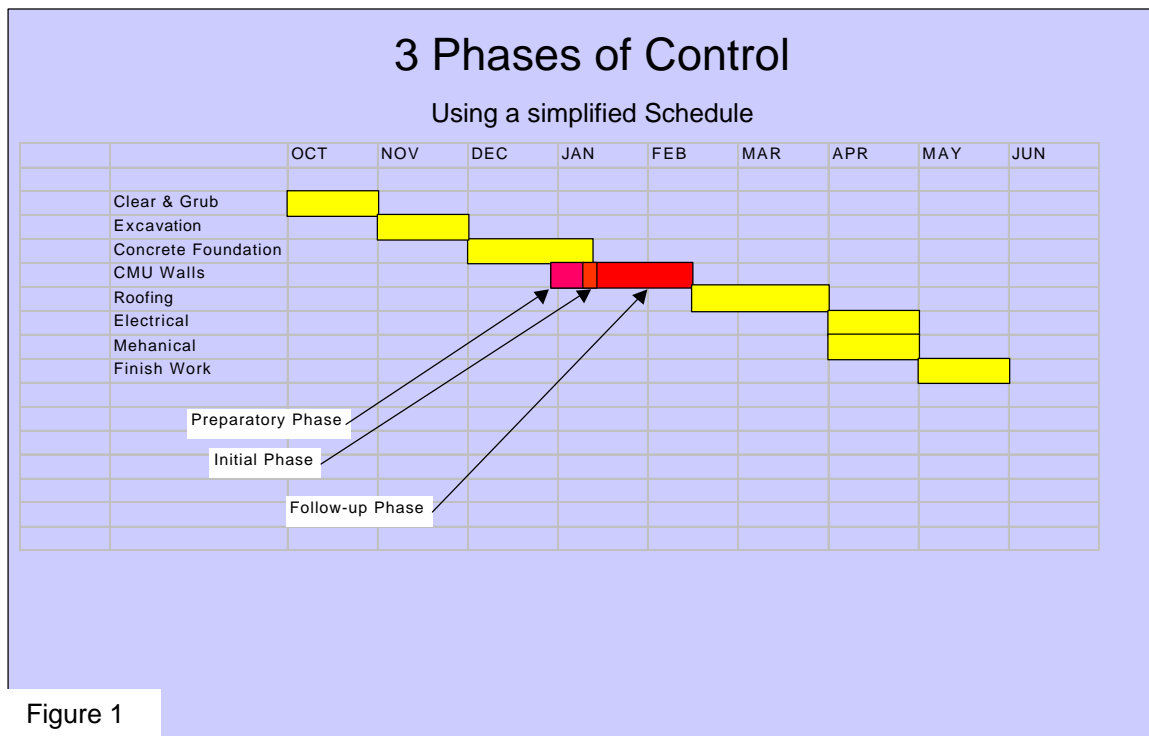 3 Phases of Control
Using a simplified Schedule
OCT NOV DEC JAN FEB MAR APR MAY JUN
Clear & Grub
Excavation
Concrete Foundation
CMU Walls
Roofing
Electrical
Mehanical
Finish Work
Preparatory Phase
Initial Phase
Follow-up Phase
Figure 1